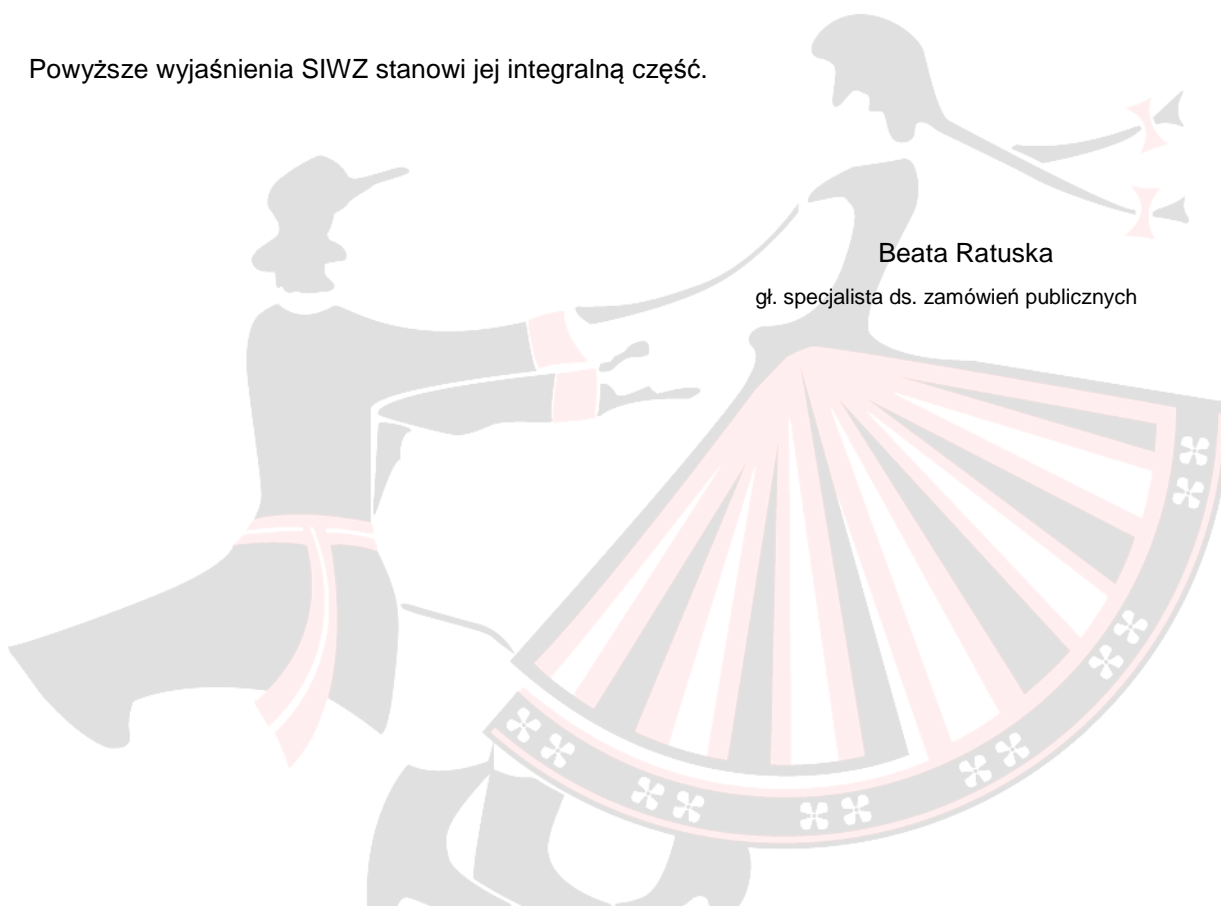 Powyższe wyjaśnienia SIWZ stanowi jej integralną część.
Beata Ratuska
gł. specjalista ds. zamówień publicznych